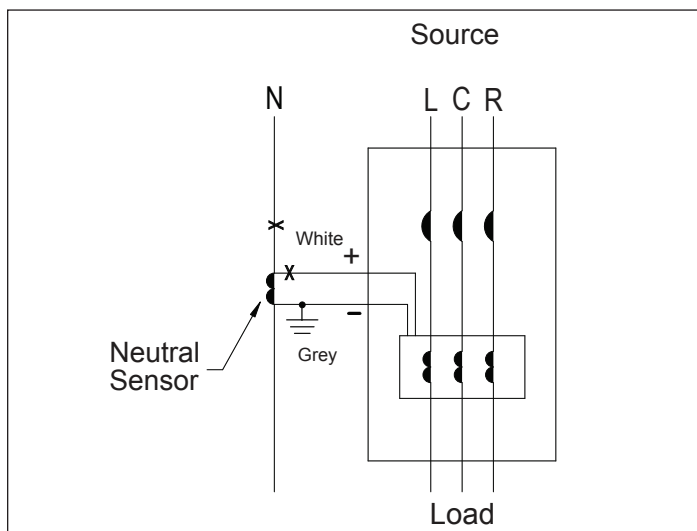 Source
N L C R
White
+
X
-
Grey
Neutral
Sensor
Load